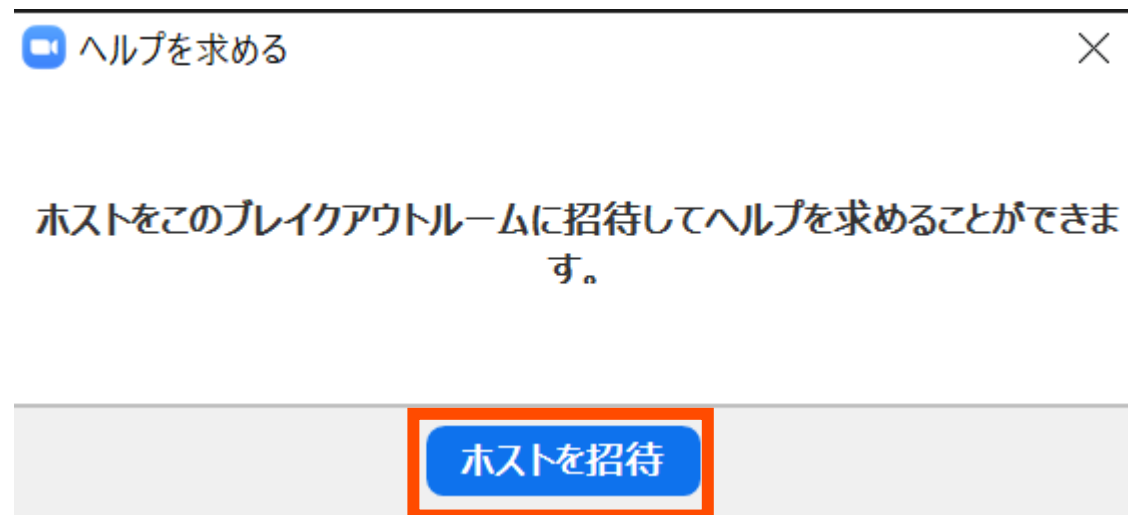 ヘルプを求める
ホストをこのブレイクアウトルームに招待してヘルプを求めることができま
す。
ホストを招待